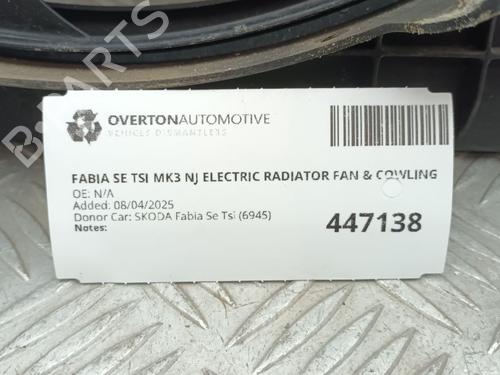 B-PARTS
OVERTONAUTOMOTIVE
VEHICLE DISMANTLERS
FABIA SE TSI MK3 NJ ELECTRIC RADIATOR FAN & COWLING
OE: N/A
Added: 08/04/2025
Donor Car: SKODA Fabia Se Tsi (6945)
Notes:
447138